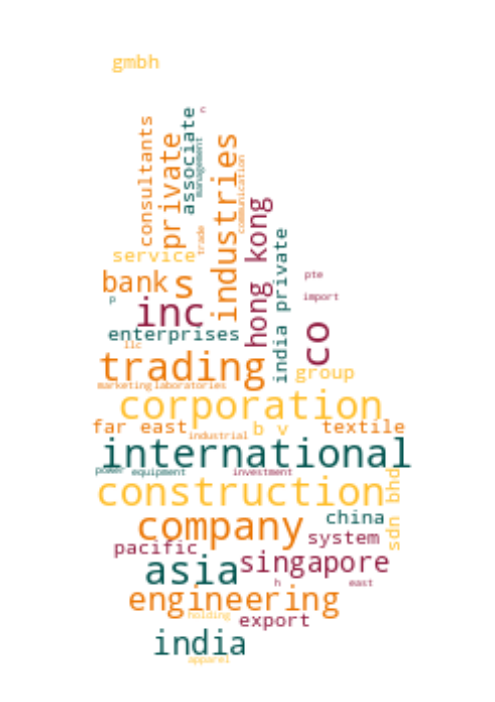 gmbh
c
consultants
private
associate
management
industries
communication
hong kong
india private
trade
service
bank s
pte
p
import
inc
co
enterprises
llc
trading
group
marketing laboratories
corporation
far east
b v
textile
industrial
international
power equipment
investment
construction
sdn bhd
company
china
system
pacific
asia
singapore
h
east
engineering
holding
export
india
apparel